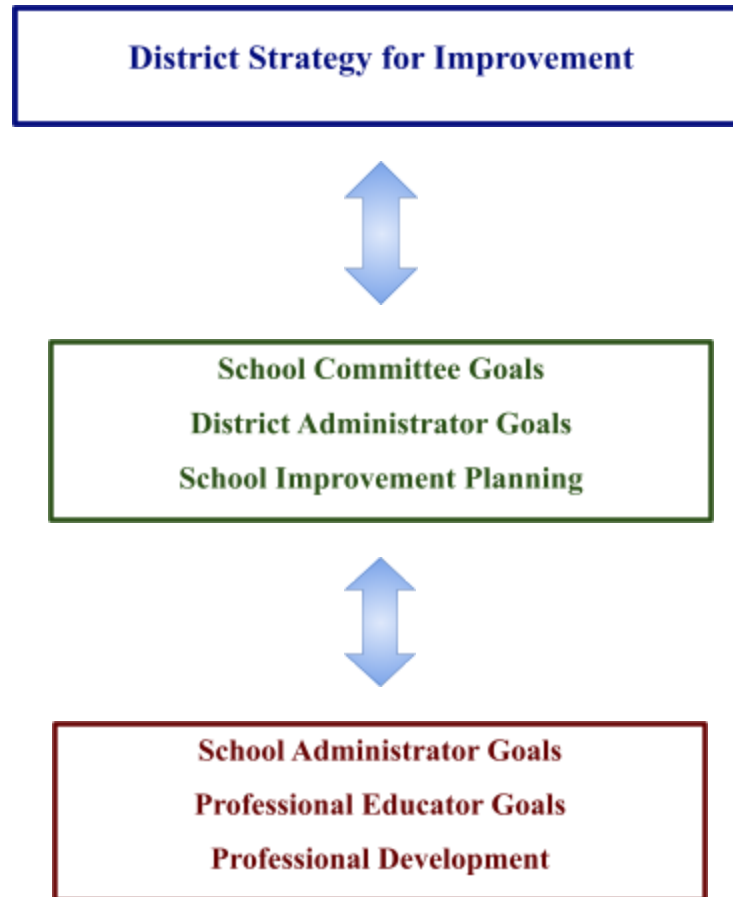 District Strategy for Improvement
School Committee Goals
District Administrator Goals
School Improvement Planning
School Administrator Goals
Professional Educator Goals
Professional Development